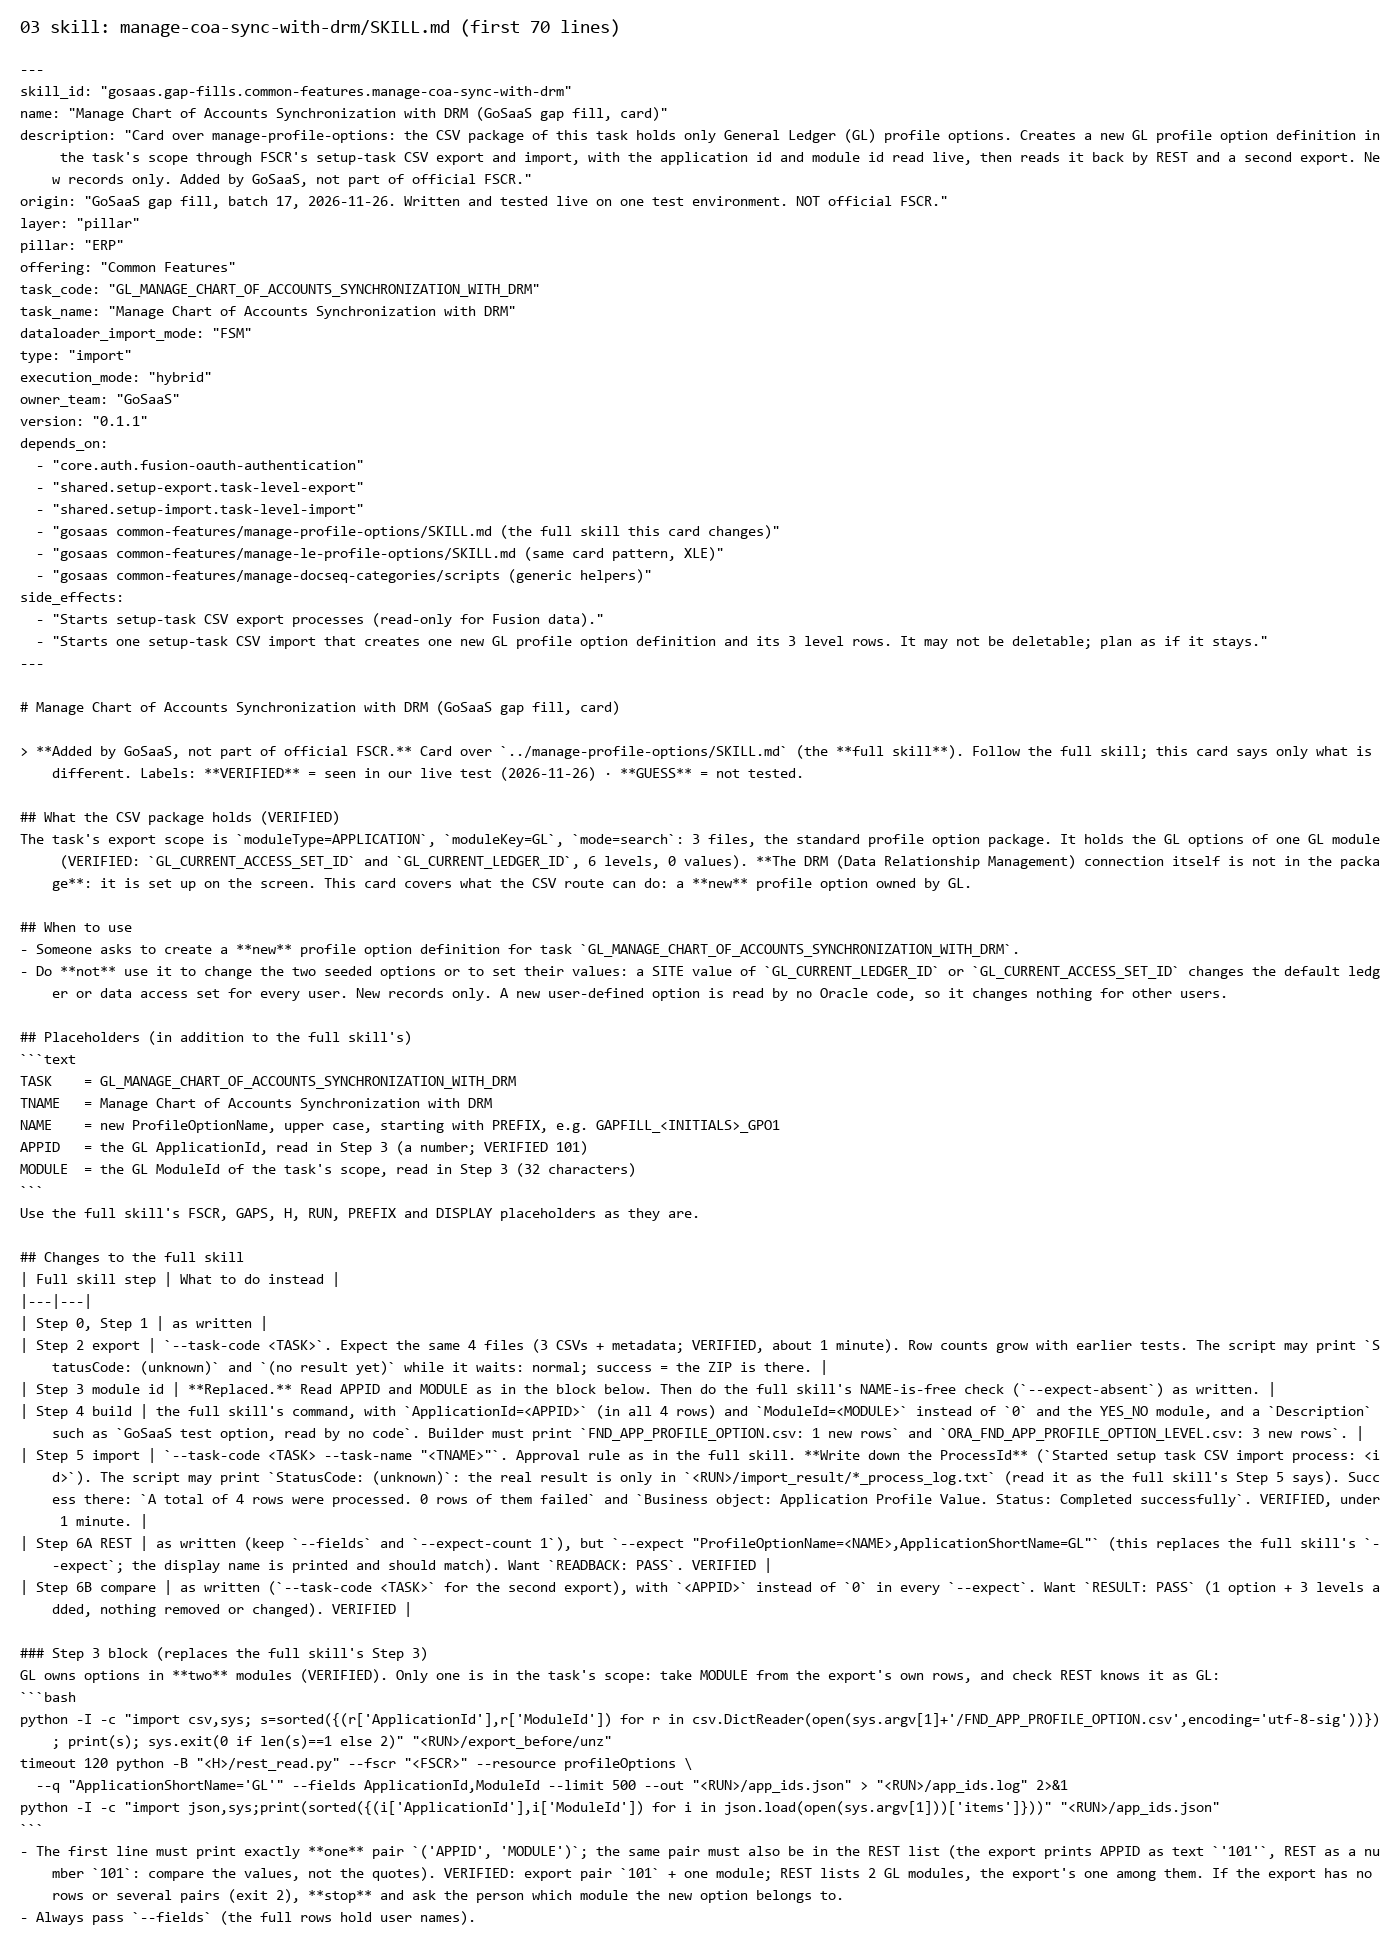 03 skill: manage-coa-sync-with-drm/SKILL.md (first 70 lines)
---
skill_id: "gosaas.gap-fills.common-features.manage-coa-sync-with-drm"
name: "Manage Chart of Accounts Synchronization with DRM (GoSaaS gap fill, card)"
description: "Card over manage-profile-options: the CSV package of this task holds only General Ledger (GL) profile options. Creates a new GL profile option definition in
the task's scope through FSCR's setup-task CSV export and import, with the application id and module id read live, then reads it back by REST and a second export. Ne
w records only. Added by GoSaaS, not part of official FSCR."
origin: "GoSaaS gap fill, batch 17, 2026-11-26. Written and tested live on one test environment. NOT official FSCR."
layer: "pillar"
pillar: "ERP"
offering: "Common Features"
task_code: "GL_MANAGE_CHART_OF_ACCOUNTS_SYNCHRONIZATION_WITH_DRM"
task_name: "Manage Chart of Accounts Synchronization with DRM"
dataloader_import_mode: "FSM"
type: "import"
execution_mode: "hybrid"
owner_team: "GoSaaS"
version: "0.1.1"
depends_on:
  - "core.auth.fusion-oauth-authentication"
  - "shared.setup-export.task-level-export"
  - "shared.setup-import.task-level-import"
  - "gosaas common-features/manage-profile-options/SKILL.md (the full skill this card changes)"
  - "gosaas common-features/manage-le-profile-options/SKILL.md (same card pattern, XLE)"
  - "gosaas common-features/manage-docseq-categories/scripts (generic helpers)"
side_effects:
  - "Starts setup-task CSV export processes (read-only for Fusion data)."
  - "Starts one setup-task CSV import that creates one new GL profile option definition and its 3 level rows. It may not be deletable; plan as if it stays."
---
# Manage Chart of Accounts Synchronization with DRM (GoSaaS gap fill, card)
> **Added by GoSaaS, not part of official FSCR.** Card over `../manage-profile-options/SKILL.md` (the **full skill**). Follow the full skill; this card says only what is
different. Labels: **VERIFIED** = seen in our live test (2026-11-26) · **GUESS** = not tested.
## What the CSV package holds (VERIFIED)
The task's export scope is `moduleType=APPLICATION`, `moduleKey=GL`, `mode=search`: 3 files, the standard profile option package. It holds the GL options of one GL module
(VERIFIED: `GL_CURRENT_ACCESS_SET_ID` and `GL_CURRENT_LEDGER_ID`, 6 levels, 0 values). **The DRM (Data Relationship Management) connection itself is not in the packa
ge**: it is set up on the screen. This card covers what the CSV route can do: a **new** profile option owned by GL.
## When to use
- Someone asks to create a **new** profile option definition for task `GL_MANAGE_CHART_OF_ACCOUNTS_SYNCHRONIZATION_WITH_DRM`.
- Do **not** use it to change the two seeded options or to set their values: a SITE value of `GL_CURRENT_LEDGER_ID` or `GL_CURRENT_ACCESS_SET_ID` changes the default ledg
er or data access set for every user. New records only. A new user-defined option is read by no Oracle code, so it changes nothing for other users.
## Placeholders (in addition to the full skill's)
```text
TASK    = GL_MANAGE_CHART_OF_ACCOUNTS_SYNCHRONIZATION_WITH_DRM
TNAME   = Manage Chart of Accounts Synchronization with DRM
NAME    = new ProfileOptionName, upper case, starting with PREFIX, e.g. GAPFILL_<INITIALS>_GPO1
APPID   = the GL ApplicationId, read in Step 3 (a number; VERIFIED 101)
MODULE  = the GL ModuleId of the task's scope, read in Step 3 (32 characters)
```
Use the full skill's FSCR, GAPS, H, RUN, PREFIX and DISPLAY placeholders as they are.
## Changes to the full skill
| Full skill step | What to do instead |
|---|---|
| Step 0, Step 1 | as written |
| Step 2 export | `--task-code <TASK>`. Expect the same 4 files (3 CSVs + metadata; VERIFIED, about 1 minute). Row counts grow with earlier tests. The script may print `S
tatusCode: (unknown)` and `(no result yet)` while it waits: normal; success = the ZIP is there. |
| Step 3 module id | **Replaced.** Read APPID and MODULE as in the block below. Then do the full skill's NAME-is-free check (`--expect-absent`) as written. |
| Step 4 build | the full skill's command, with `ApplicationId=<APPID>` (in all 4 rows) and `ModuleId=<MODULE>` instead of `0` and the YES_NO module, and a `Description`
such as `GoSaaS test option, read by no code`. Builder must print `FND_APP_PROFILE_OPTION.csv: 1 new rows` and `ORA_FND_APP_PROFILE_OPTION_LEVEL.csv: 3 new rows`. |
| Step 5 import | `--task-code <TASK> --task-name "<TNAME>"`. Approval rule as in the full skill. **Write down the ProcessId** (`Started setup task CSV import process: <i
d>`). The script may print `StatusCode: (unknown)`: the real result is only in `<RUN>/import_result/*_process_log.txt` (read it as the full skill's Step 5 says). Succ
ess there: `A total of 4 rows were processed. 0 rows of them failed` and `Business object: Application Profile Value. Status: Completed successfully`. VERIFIED, under
1 minute. |
| Step 6A REST | as written (keep `--fields` and `--expect-count 1`), but `--expect "ProfileOptionName=<NAME>,ApplicationShortName=GL"` (this replaces the full skill's `-
-expect`; the display name is printed and should match). Want `READBACK: PASS`. VERIFIED |
| Step 6B compare | as written (`--task-code <TASK>` for the second export), with `<APPID>` instead of `0` in every `--expect`. Want `RESULT: PASS` (1 option + 3 levels a
dded, nothing removed or changed). VERIFIED |
### Step 3 block (replaces the full skill's Step 3)
GL owns options in **two** modules (VERIFIED). Only one is in the task's scope: take MODULE from the export's own rows, and check REST knows it as GL:
```bash
python -I -c "import csv,sys; s=sorted({(r['ApplicationId'],r['ModuleId']) for r in csv.DictReader(open(sys.argv[1]+'/FND_APP_PROFILE_OPTION.csv',encoding='utf-8-sig'))})
; print(s); sys.exit(0 if len(s)==1 else 2)" "<RUN>/export_before/unz"
timeout 120 python -B "<H>/rest_read.py" --fscr "<FSCR>" --resource profileOptions \
  --q "ApplicationShortName='GL'" --fields ApplicationId,ModuleId --limit 500 --out "<RUN>/app_ids.json" > "<RUN>/app_ids.log" 2>&1
python -I -c "import json,sys;print(sorted({(i['ApplicationId'],i['ModuleId']) for i in json.load(open(sys.argv[1]))['items']}))" "<RUN>/app_ids.json"
```
- The first line must print exactly **one** pair `('APPID', 'MODULE')`; the same pair must also be in the REST list (the export prints APPID as text `'101'`, REST as a nu
mber `101`: compare the values, not the quotes). VERIFIED: export pair `101` + one module; REST lists 2 GL modules, the export's one among them. If the export has no
rows or several pairs (exit 2), **stop** and ask the person which module the new option belongs to.
- Always pass `--fields` (the full rows hold user names).